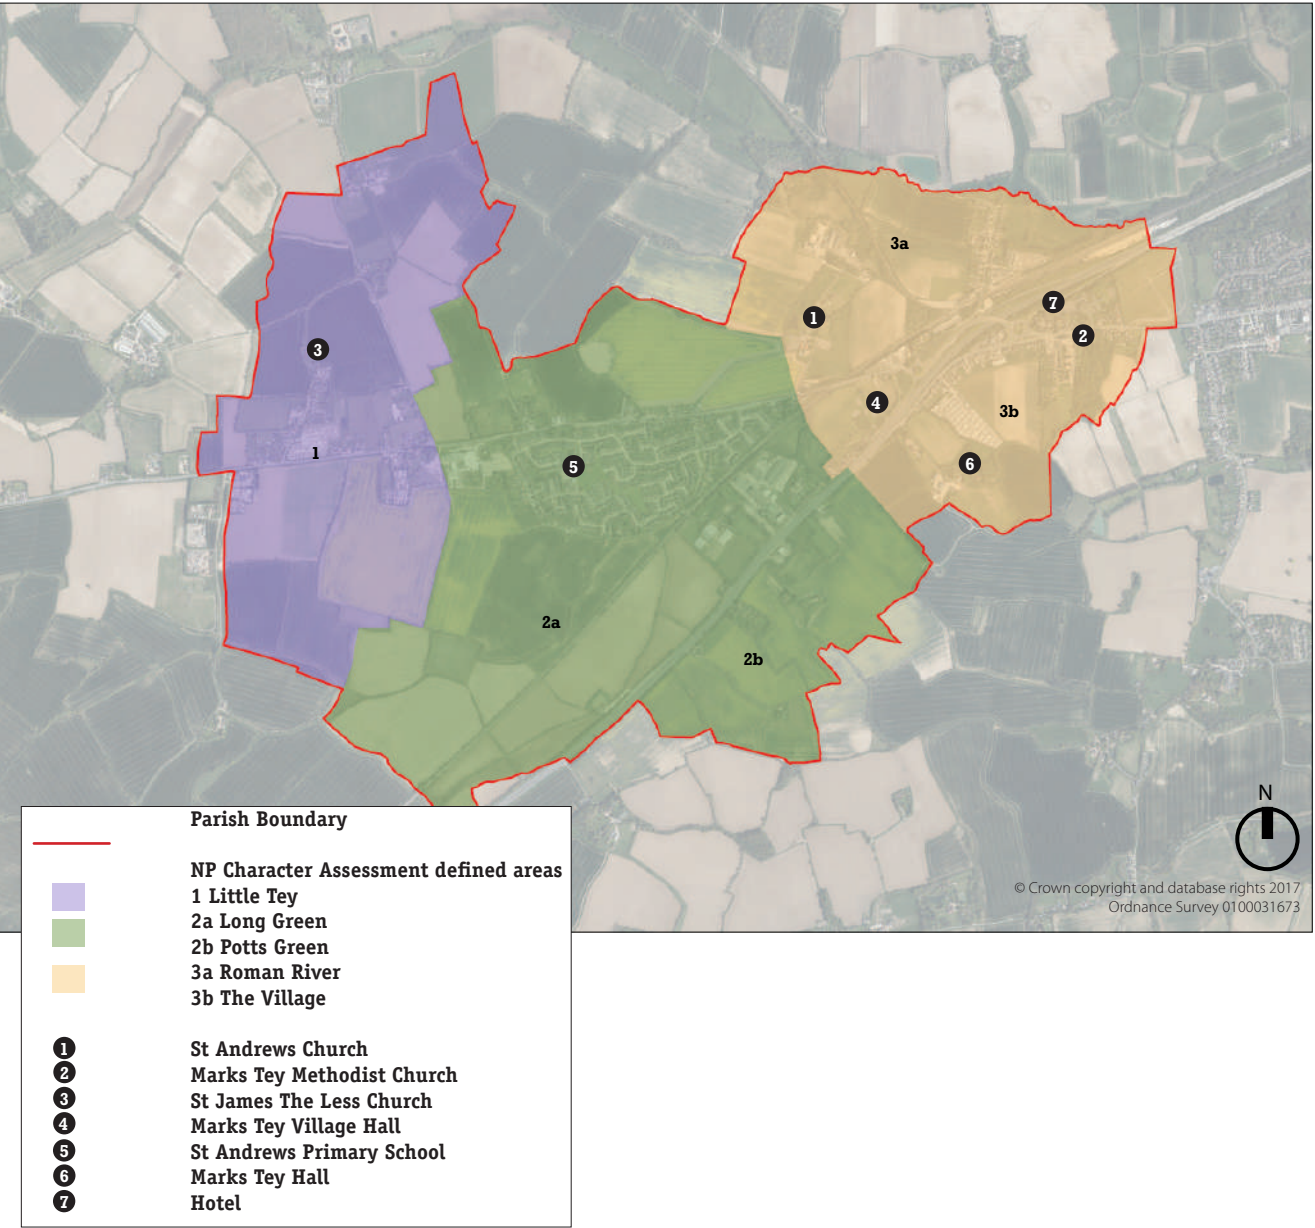 3a
7
1
2
3
4
3b
1
6
5
2a
2b
N
© Crown copyright and database rights 2017
Ordnance Survey 0100031673
Parish Boundary
NP Character Assessment defined areas
1 Little Tey
2a Long Green
2b Potts Green
3a Roman River
3b The Village
1 St Andrews Church
2 Marks Tey Methodist Church
3 St James The Less Church
4 Marks Tey Village Hall
5 St Andrews Primary School
6 Marks Tey Hall
7 Hotel